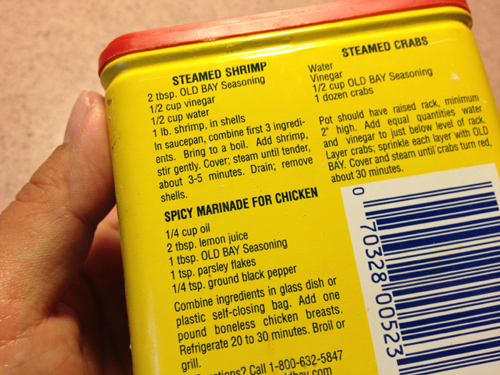 STEAMED SHRIMP
2 tbsp. OLD BAY Seasoning
1/2 cup vinegar
1/2 cup water
1 lb. shrimp, in shells
In saucepan, combine first 3 ingredi-
ents. Bring to a boil. Add shrimp,
stir gently. Cover; steam until tender,
about 3-5 minutes. Drain; remove
shells.
SPICY MARINADE FOR CHICKEN
1/4 cup oil
2 tbsp. lemon juice
1 tbsp. OLD BAY Seasoning
1 tsp. parsley flakes
1/4 tsp. ground black pepper
Combine ingredients in glass dish or
plastic self-closing bag. Add one
pound boneless chicken breasts.
Refrigerate 20 to 30 minutes. Broil or
grill.
Call 1-800-632-5847
STEAMED CRABS
Water
Vinegar
1/2 cup OLD BAY Seasoning
1 dozen crabs
Pot should have raised rack, minimum
2" high. Add equal quantities water
and vinegar to just below level of rack.
Layer crabs; sprinkle each layer with OLD
BAY. Cover and steam until crabs turn red,
about 30 minutes.
0 70328 00523